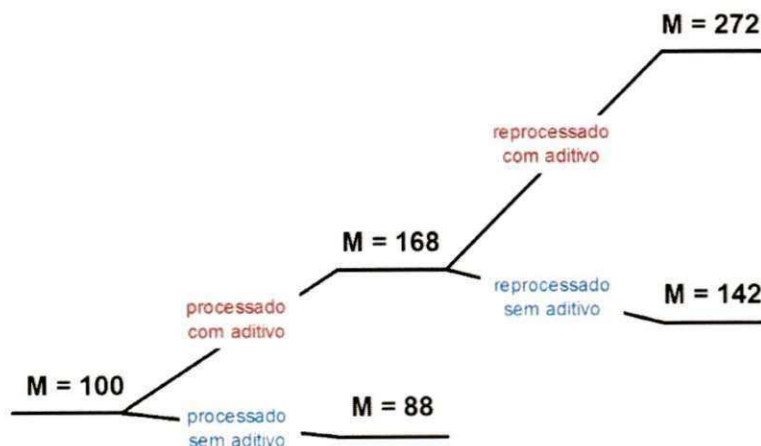 M = 272
reprocessado
com aditivo
M = 168
reprocessado
sem aditivo
M = 142
processado
com aditivo
M = 100
processado
sem aditivo
M = 88